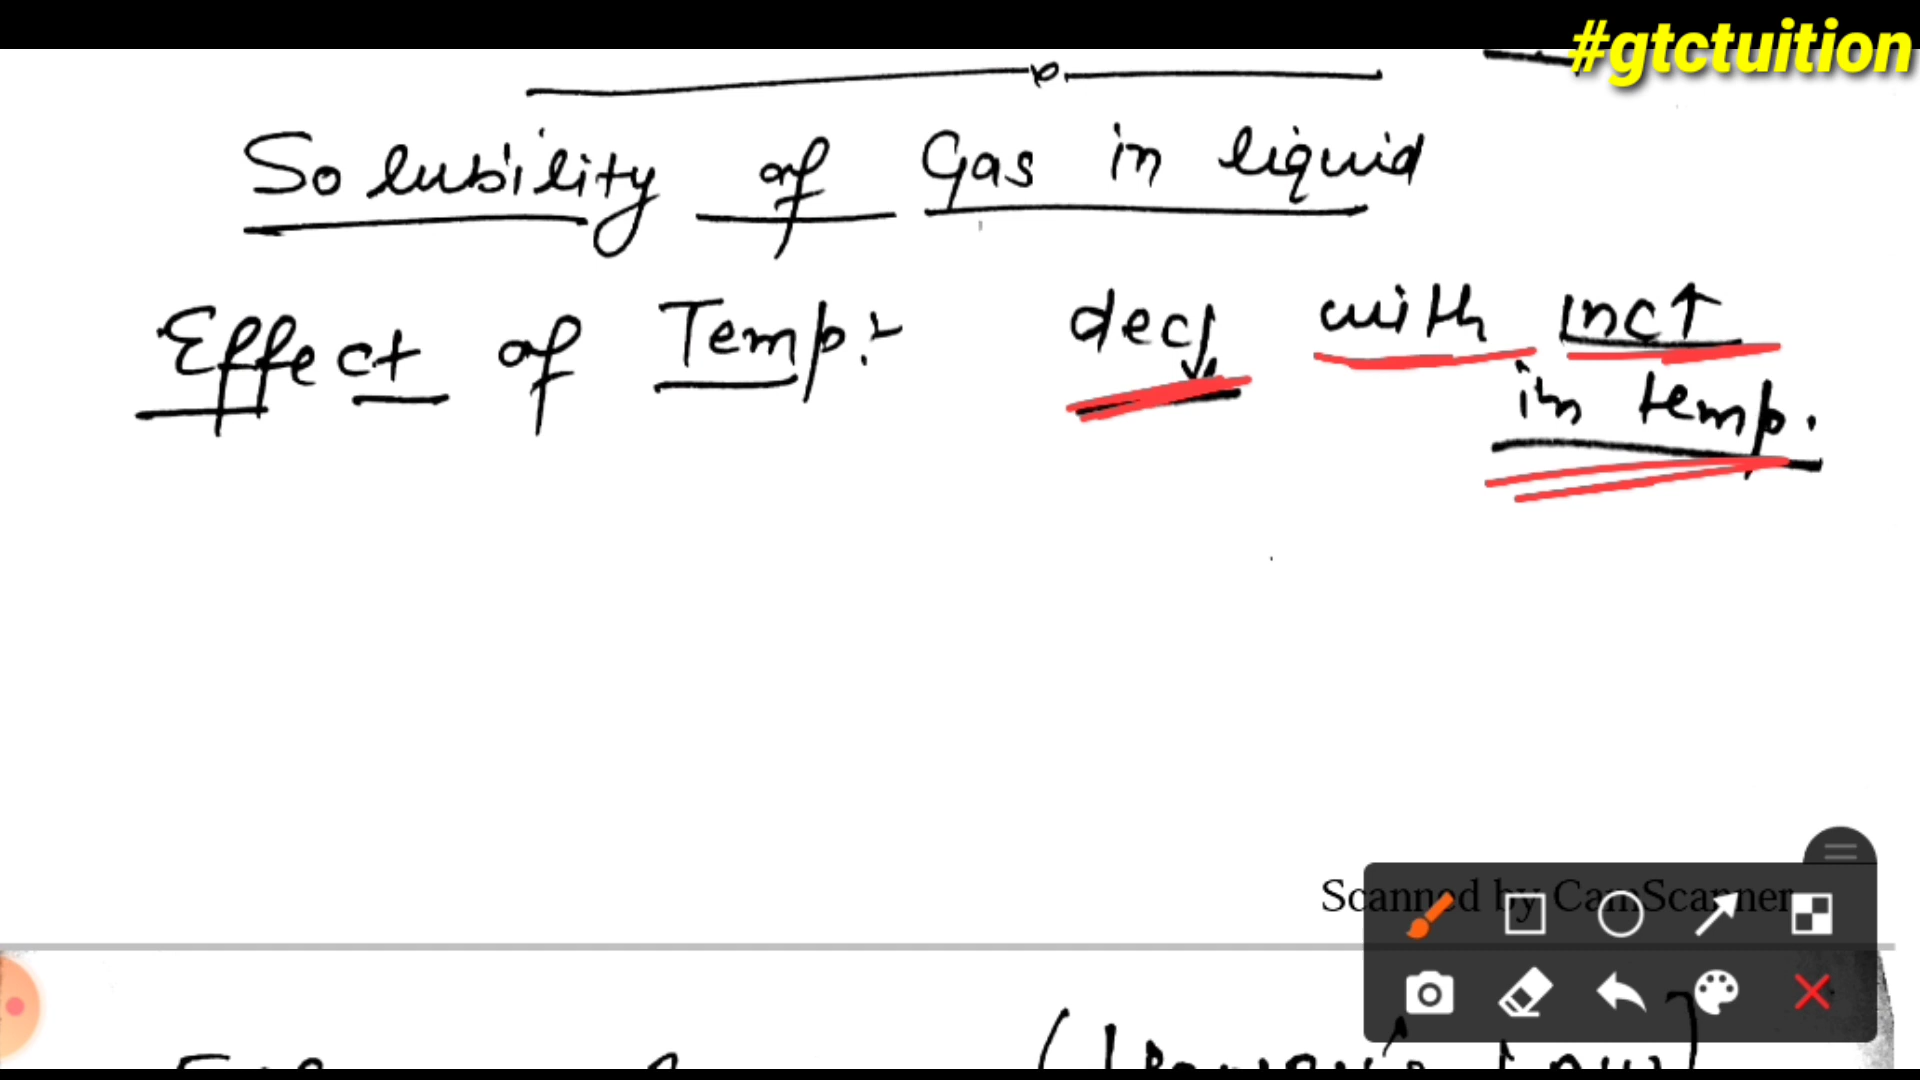 #gtctuition
Solubility of Gas in liquid
Effect of Temp:- dec↓ with inc↑
in temp.
Scanned by CamScanner